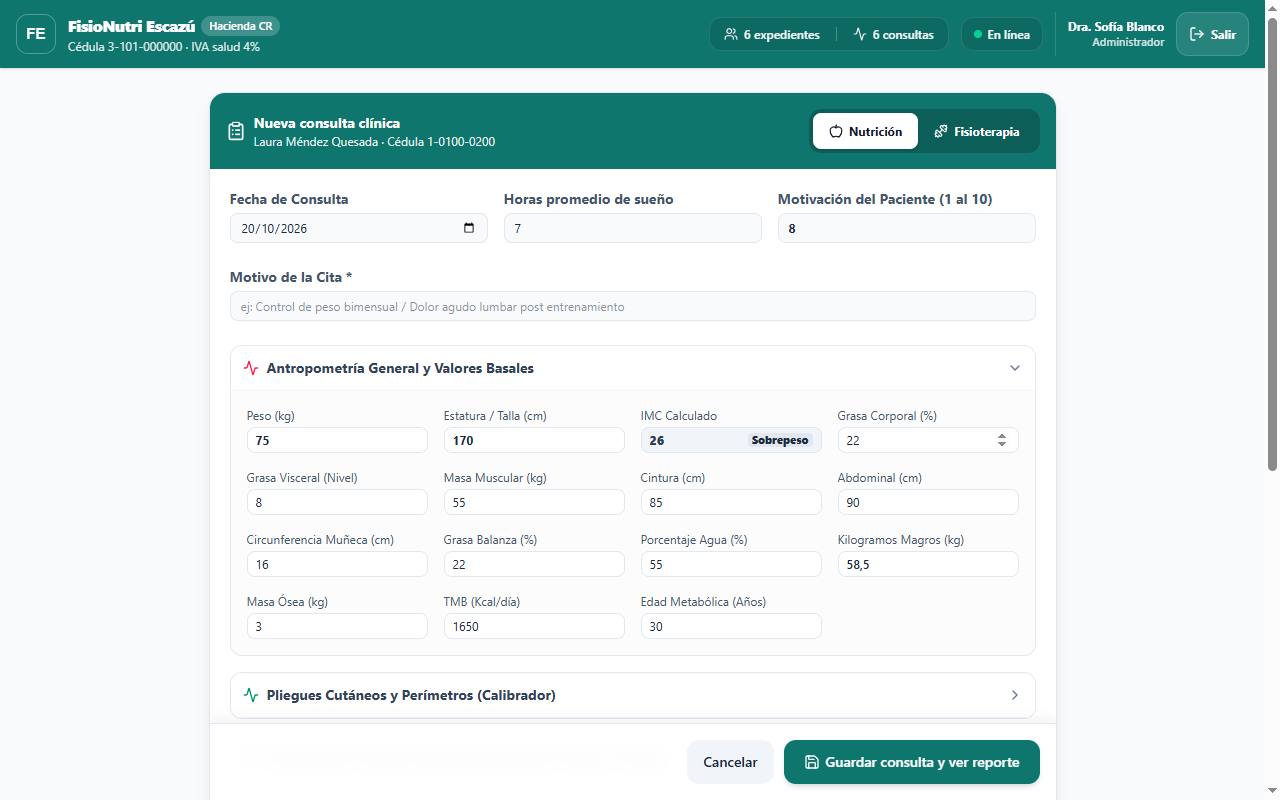 FE
FisioNutri Escazú Hacienda CR
Cédula 3-101-000000 · IVA salud 4%
6 expedientes
6 consultas
En línea
Dra. Sofía Blanco
Administrador
Salir
Nueva consulta clínica
Laura Méndez Quesada · Cédula 1-0100-0200
Nutrición
Fisioterapia
Fecha de Consulta
Horas promedio de sueño
Motivación del Paciente (1 al 10)
20/10/2026
7
8
Motivo de la Cita *
ej: Control de peso bimensual / Dolor agudo lumbar post entrenamiento
Antropometría General y Valores Basales
Peso (kg)
Estatura / Talla (cm)
IMC Calculado
Grasa Corporal (%)
75
170
26 Sobrepeso
22
Grasa Visceral (Nivel)
Masa Muscular (kg)
Cintura (cm)
Abdominal (cm)
8
55
85
90
Circunferencia Muñeca (cm)
Grasa Balanza (%)
Porcentaje Agua (%)
Kilogramos Magros (kg)
16
22
55
58,5
Masa Ósea (kg)
TMB (Kcal/día)
Edad Metabólica (Años)
3
1650
30
Pliegues Cutáneos y Perímetros (Calibrador)
Cancelar
Guardar consulta y ver reporte